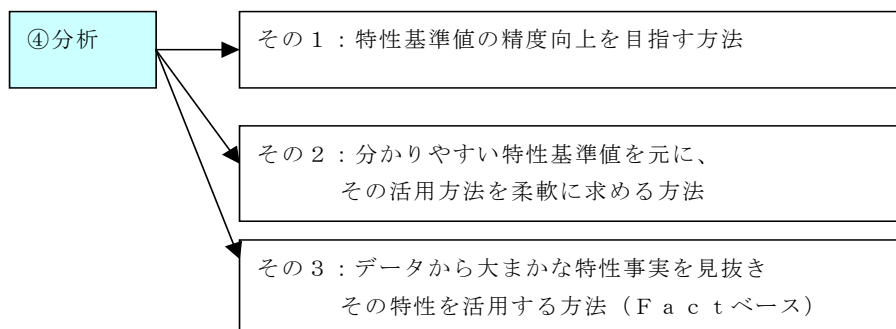 ④分析
その１：特性基準値の精度向上を目指す方法
その２：分かりやすい特性基準値を元に、
その活用方法を柔軟に求める方法
その３：データから大まかな特性事実を見抜き
その特性を活用する方法（Ｆａｃｔベース）